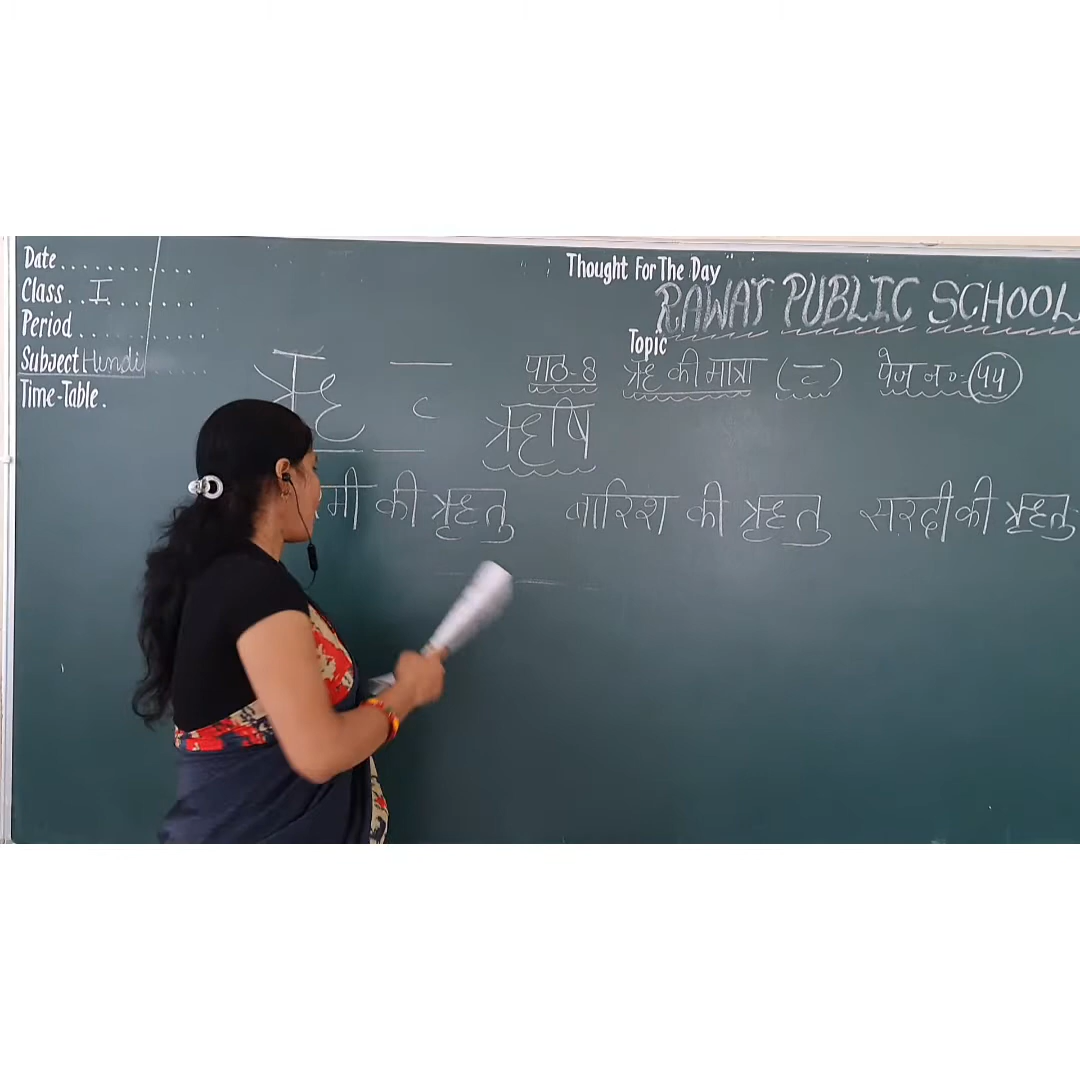 Date
Class I
Period
Subject Hindi
Time-Table.
Thought For The Day
RAWAT PUBLIC SCHOOL
Topic
पाठ-8 ऋ की मात्रा ( ृ ) पेज न०- 44
ऋ ृ ऋषि
मी की ऋतु बारिश की ऋतु सरदी की ऋतु